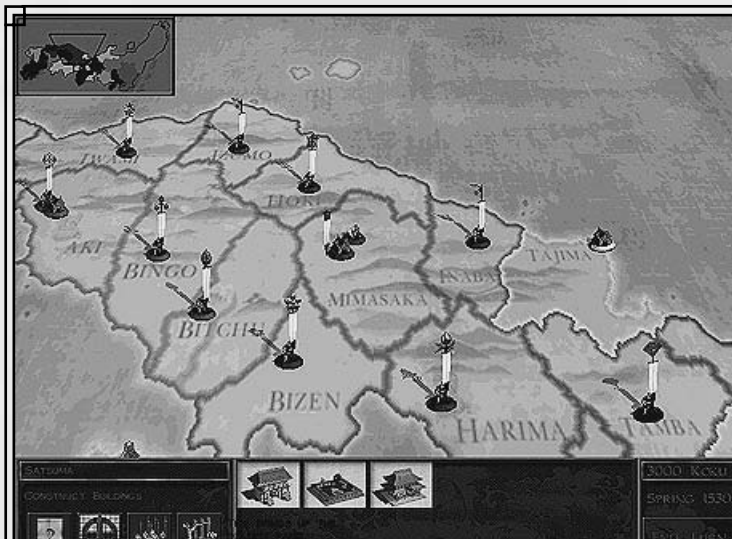 IWAMI
IZUMO
HOKI
AKI
BINGO
INABA
TAJIMA
MIMASAKA
BITCHU
BIZEN
HARIMA
TAMBA
SATSUMA
3000 KOKU
CONSTRUCT BUILDINGS
SPRING 1530